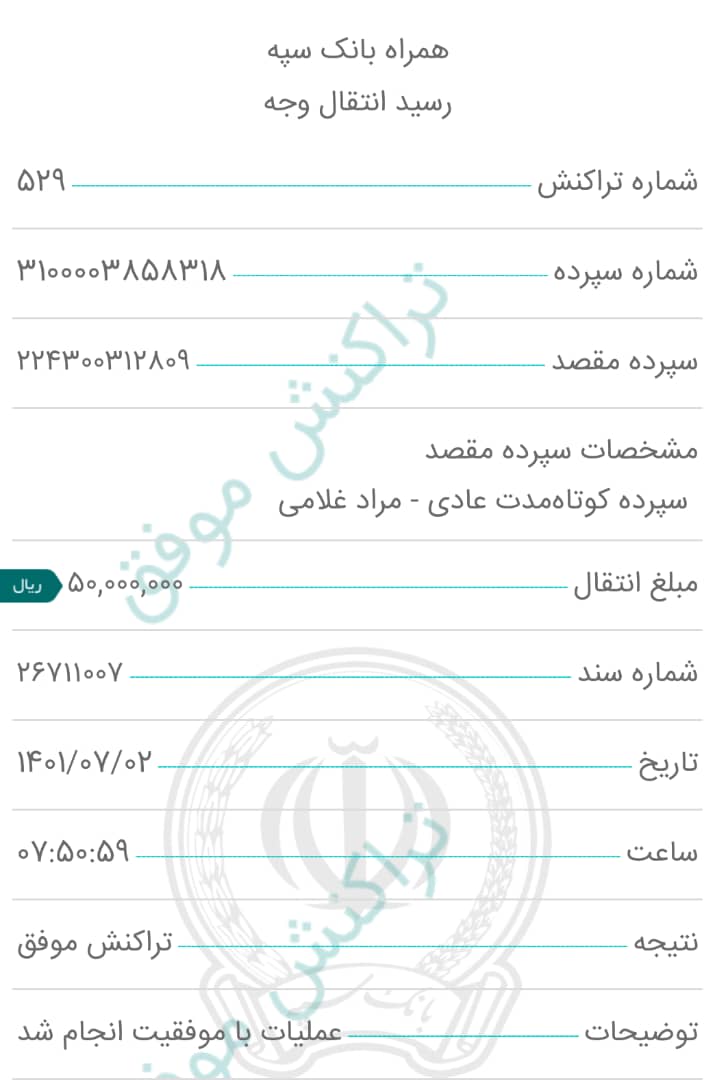 همراه بانک سپه
رسید انتقال وجه
شماره تراکنش ۵۲۹
شماره سپرده ۳۱۰۰۰۰۳۸۵۸۳۱۸
سپرده مقصد ۲۲۴۳۰۰۳۱۲۸۰۹
مشخصات سپرده مقصد
سپرده کوتاه‌مدت عادی - مراد غلامی
مبلغ انتقال ۵۰,۰۰۰,۰۰۰ ریال
شماره سند ۲۶۷۱۱۰۰۷
تاریخ ۱۴۰۱/۰۷/۰۲
ساعت ۰۷:۵۰:۵۹
نتیجه تراکنش موفق
توضیحات عملیات با موفقیت انجام شد
تراکنش موفق
تراکنش موفق
بانک سپه